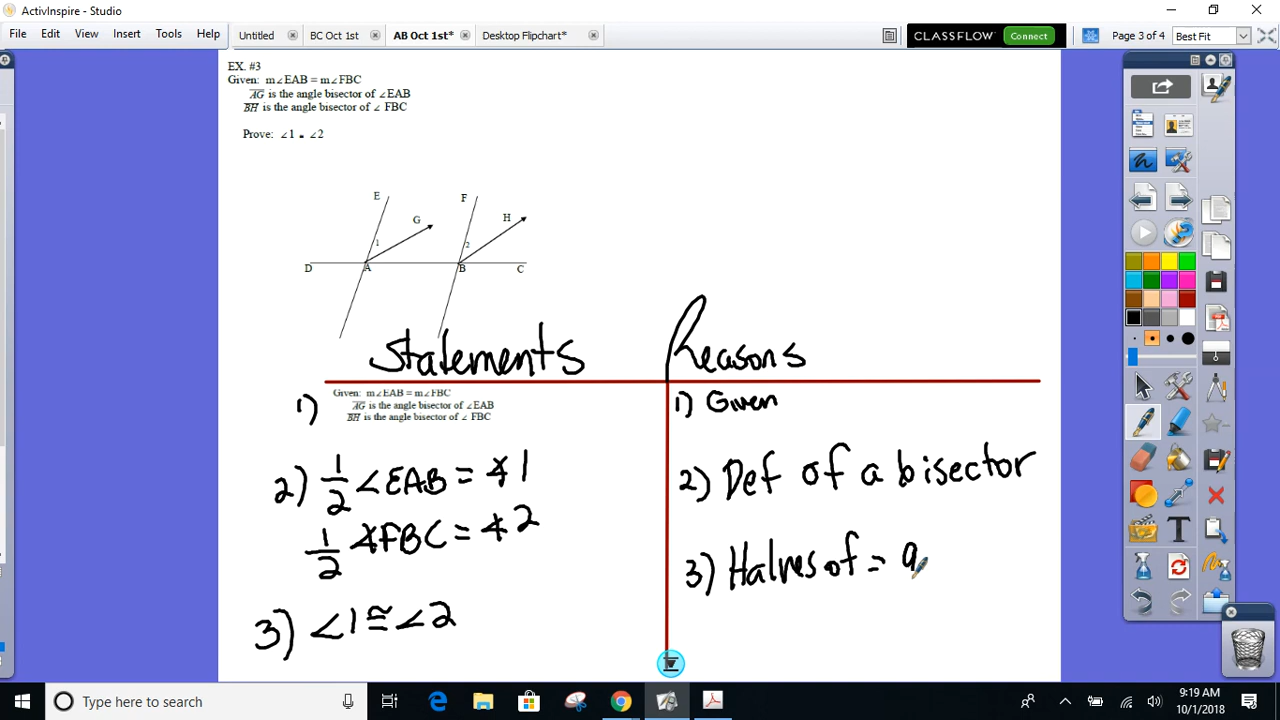 ActivInspire - Studio
File Edit View Insert Tools Help
Untitled BC Oct 1st AB Oct 1st* Desktop Flipchart*
CLASSFLOW Connect
Page 3 of 4 Best Fit
EX. #3
Given: m∠EAB = m∠FBC
AG is the angle bisector of ∠EAB
BH is the angle bisector of ∠ FBC
Prove: ∠1 = ∠2
E F
G H
1 2
D A B C
Statements Reasons
1) Given: m∠EAB = m∠FBC
AG is the angle bisector of ∠EAB
BH is the angle bisector of ∠ FBC
1) Given
2) 1/2 ∠EAB = ∡1
1/2 ∡FBC = ∡2
2) Def of a bisector
3) ∠1 ≅ ∠2
3) Halves of = q
Type here to search
9:19 AM
10/1/2018